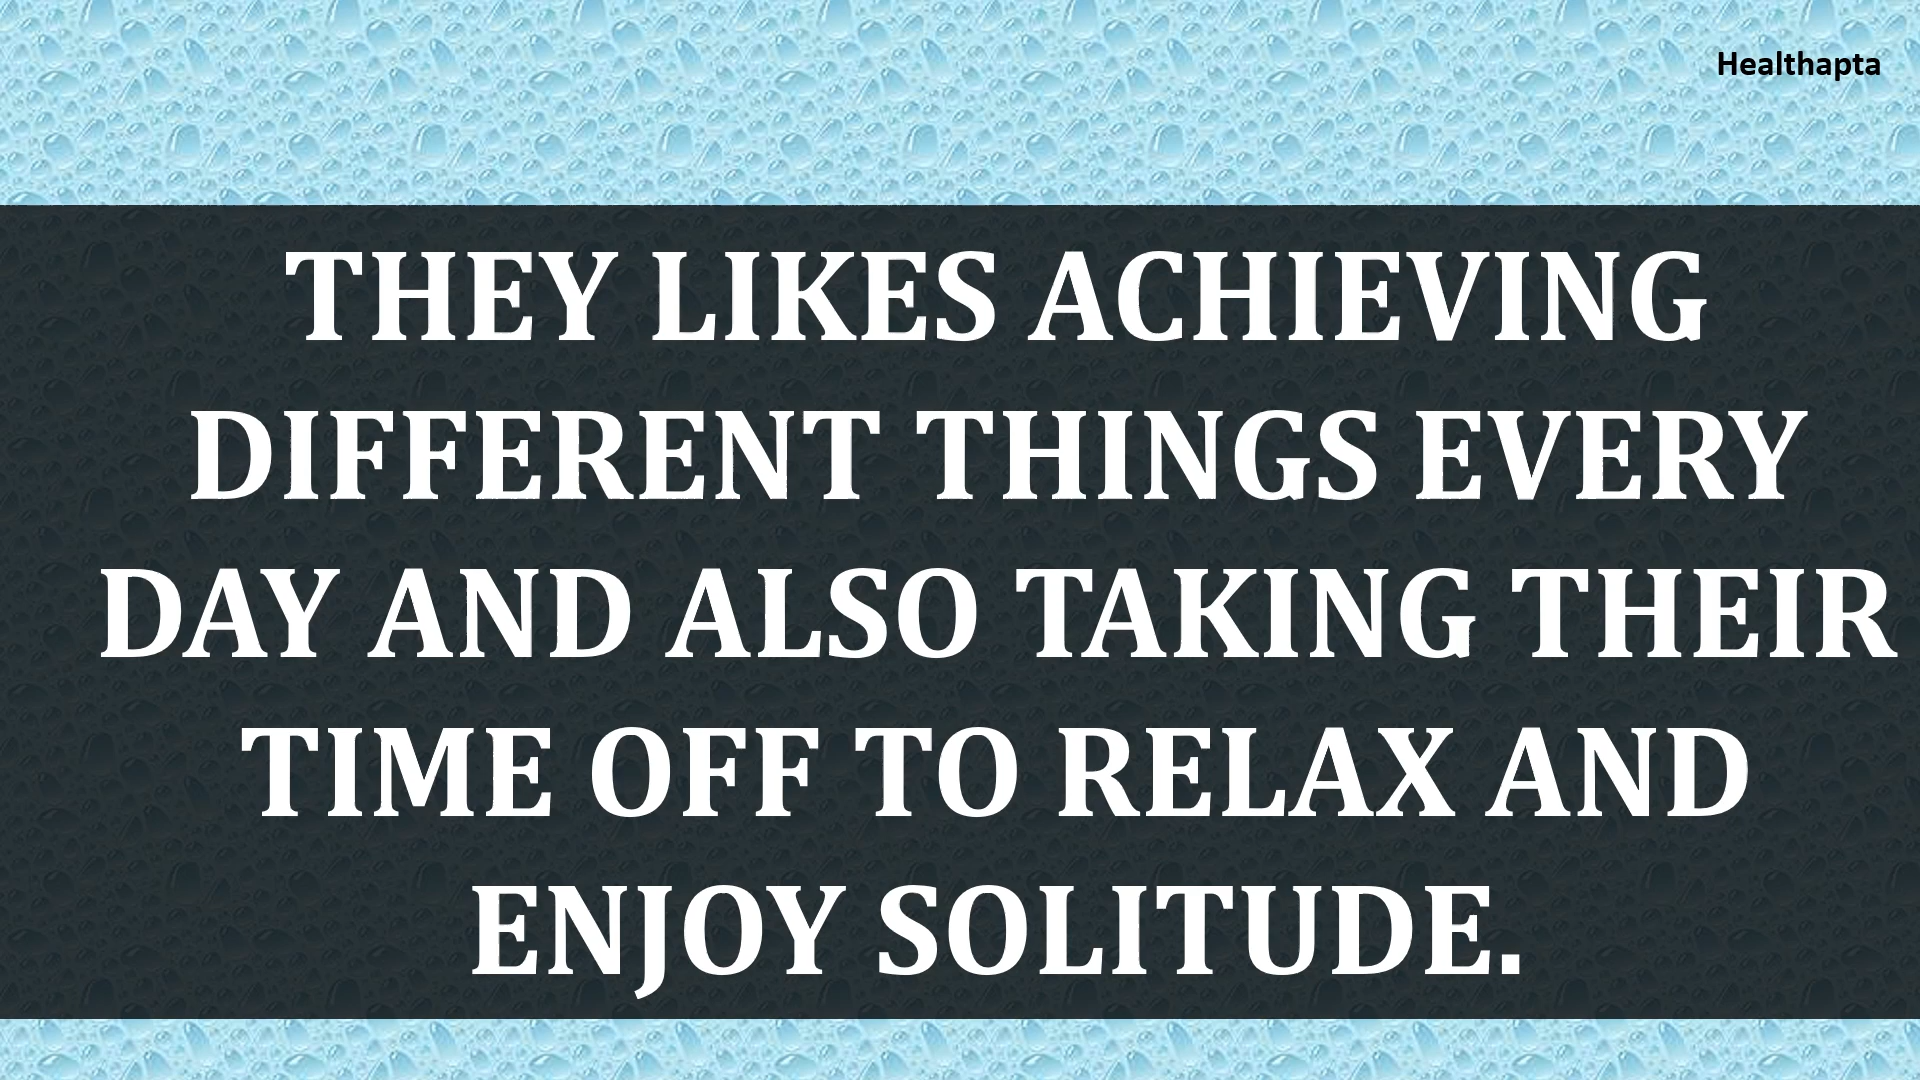 Healthapta
THEY LIKES ACHIEVING
DIFFERENT THINGS EVERY
DAY AND ALSO TAKING THEIR
TIME OFF TO RELAX AND
ENJOY SOLITUDE.